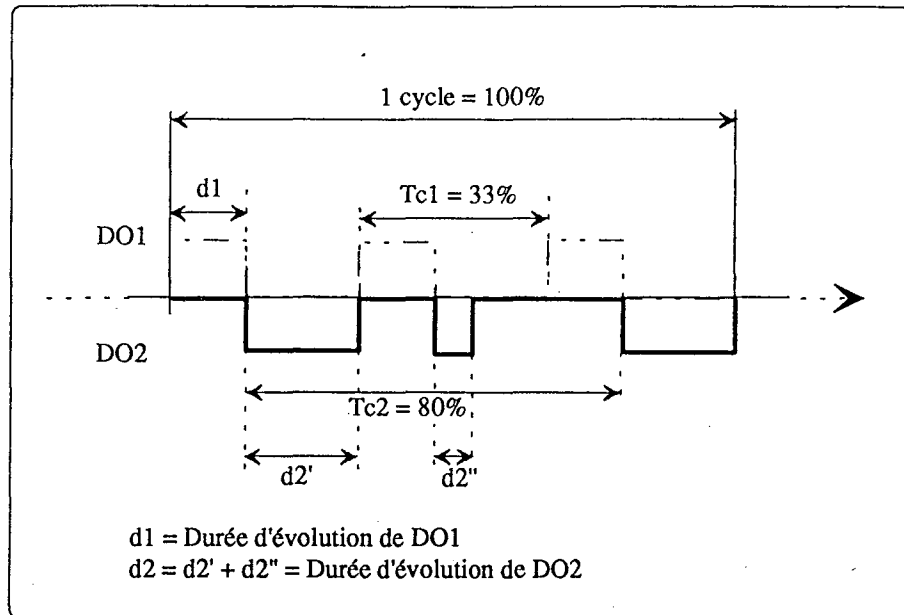 1 cycle = 100%
d1
Tc1 = 33%
DO1
DO2
Tc2 = 80%
d2'
d2"
d1 = Durée d'évolution de DO1
d2 = d2' + d2" = Durée d'évolution de DO2